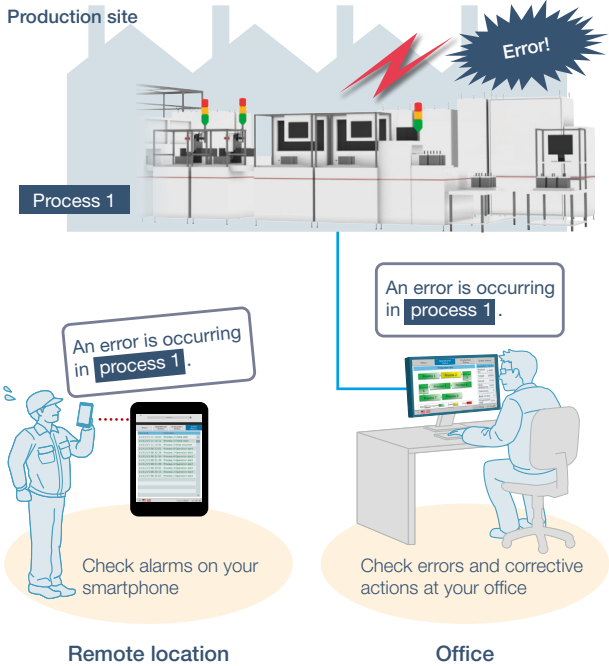 Production site
Error!
Process 1
An error is occurring
in process 1.
An error is occurring
in process 1.
Check alarms on your
smartphone
Check errors and corrective
actions at your office
Remote location
Office